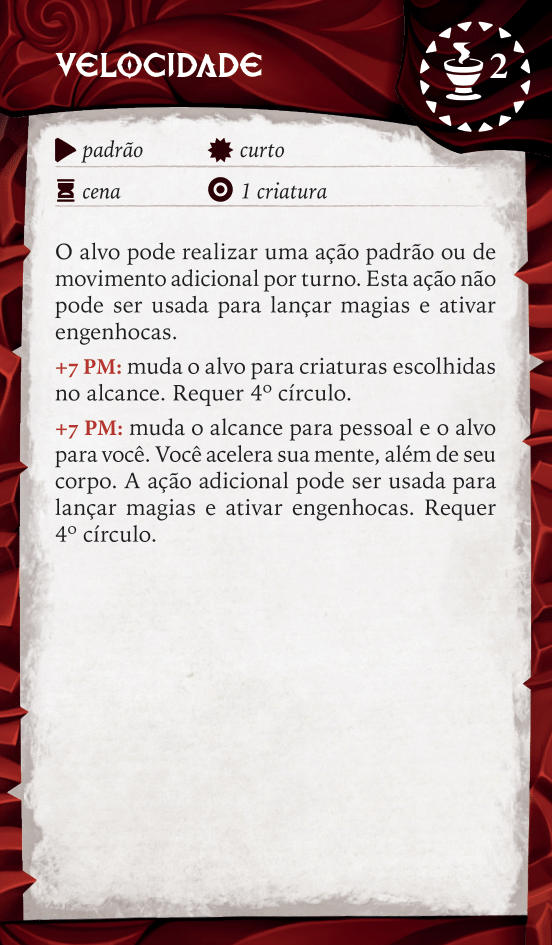 VELOCIDADE
2
padrão
curto
cena
1 criatura
O alvo pode realizar uma ação padrão ou de
movimento adicional por turno. Esta ação não
pode ser usada para lançar magias e ativar
engenhocas.
+7 PM: muda o alvo para criaturas escolhidas
no alcance. Requer 4º círculo.
+7 PM: muda o alcance para pessoal e o alvo
para você. Você acelera sua mente, além de seu
corpo. A ação adicional pode ser usada para
lançar magias e ativar engenhocas. Requer
4º círculo.